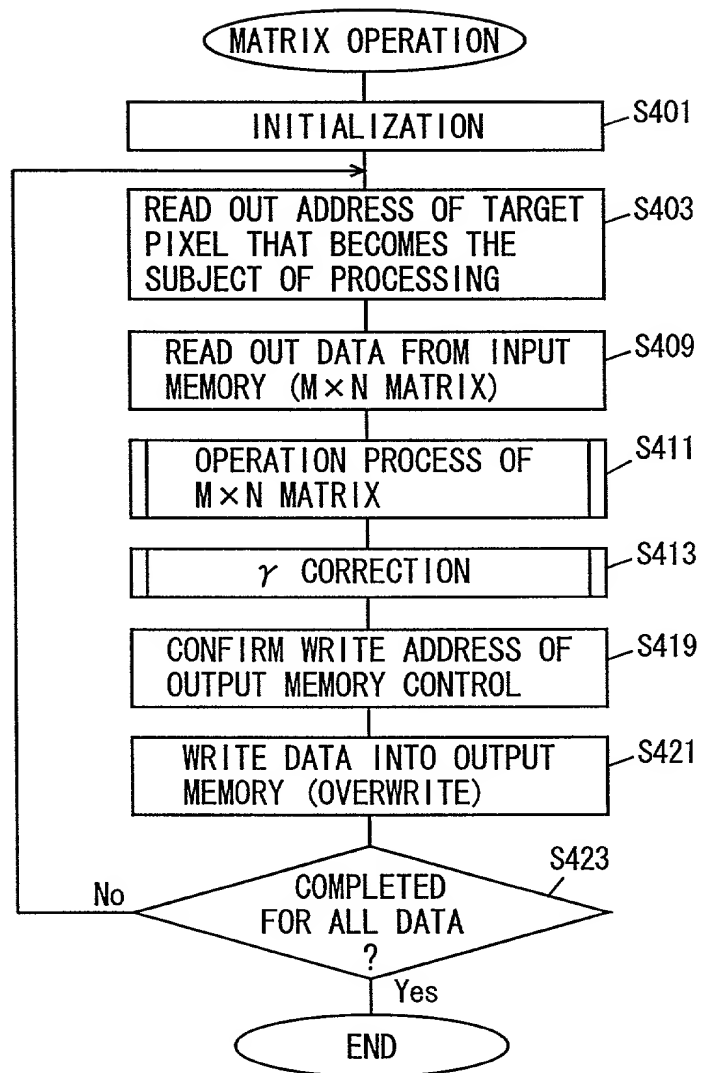 MATRIX OPERATION
INITIALIZATION
S401
READ OUT ADDRESS OF TARGET
PIXEL THAT BECOMES THE
SUBJECT OF PROCESSING
S403
READ OUT DATA FROM INPUT
MEMORY (M×N MATRIX)
S409
OPERATION PROCESS OF
M×N MATRIX
S411
γ CORRECTION
S413
CONFIRM WRITE ADDRESS OF
OUTPUT MEMORY CONTROL
S419
WRITE DATA INTO OUTPUT
MEMORY (OVERWRITE)
S421
COMPLETED
FOR ALL DATA
?
S423
No
Yes
END